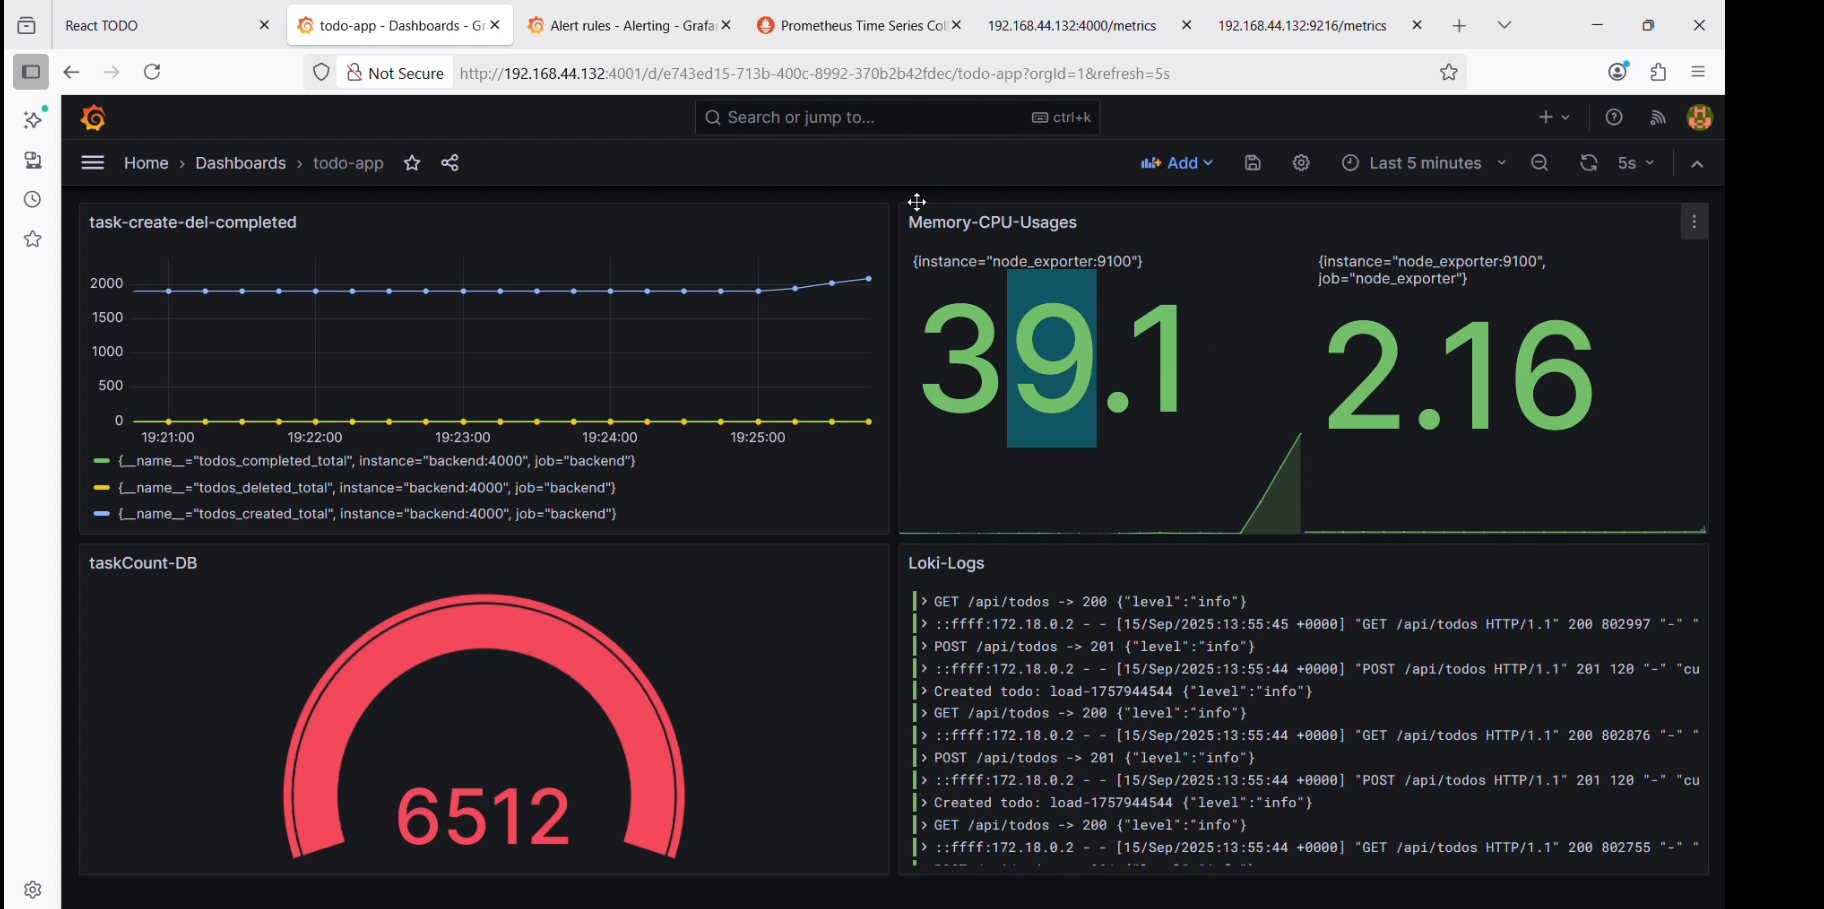 React TODO
todo-app - Dashboards - Gr
Alert rules - Alerting - Grafa
Prometheus Time Series Coll
192.168.44.132:4000/metrics
192.168.44.132:9216/metrics
Not Secure
http://192.168.44.132:4001/d/e743ed15-713b-400c-8992-370b2b42fdec/todo-app?orgId=1&refresh=5s
Search or jump to...
ctrl+k
Home › Dashboards › todo-app
Add
Last 5 minutes
5s
task-create-del-completed
2000
1500
1000
500
0
19:21:00
19:22:00
19:23:00
19:24:00
19:25:00
{__name__="todos_completed_total", instance="backend:4000", job="backend"}
{__name__="todos_deleted_total", instance="backend:4000", job="backend"}
{__name__="todos_created_total", instance="backend:4000", job="backend"}
Memory-CPU-Usages
{instance="node_exporter:9100"}
39.1
{instance="node_exporter:9100",
job="node_exporter"}
2.16
taskCount-DB
6512
Loki-Logs
> GET /api/todos -> 200 {"level":"info"}
> ::ffff:172.18.0.2 - - [15/Sep/2025:13:55:45 +0000] "GET /api/todos HTTP/1.1" 200 802997 "-" "
> POST /api/todos -> 201 {"level":"info"}
> ::ffff:172.18.0.2 - - [15/Sep/2025:13:55:44 +0000] "POST /api/todos HTTP/1.1" 201 120 "-" "cu
> Created todo: load-1757944544 {"level":"info"}
> GET /api/todos -> 200 {"level":"info"}
> ::ffff:172.18.0.2 - - [15/Sep/2025:13:55:44 +0000] "GET /api/todos HTTP/1.1" 200 802876 "-" "
> POST /api/todos -> 201 {"level":"info"}
> ::ffff:172.18.0.2 - - [15/Sep/2025:13:55:44 +0000] "POST /api/todos HTTP/1.1" 201 120 "-" "cu
> Created todo: load-1757944544 {"level":"info"}
> GET /api/todos -> 200 {"level":"info"}
> ::ffff:172.18.0.2 - - [15/Sep/2025:13:55:44 +0000] "GET /api/todos HTTP/1.1" 200 802755 "-" "